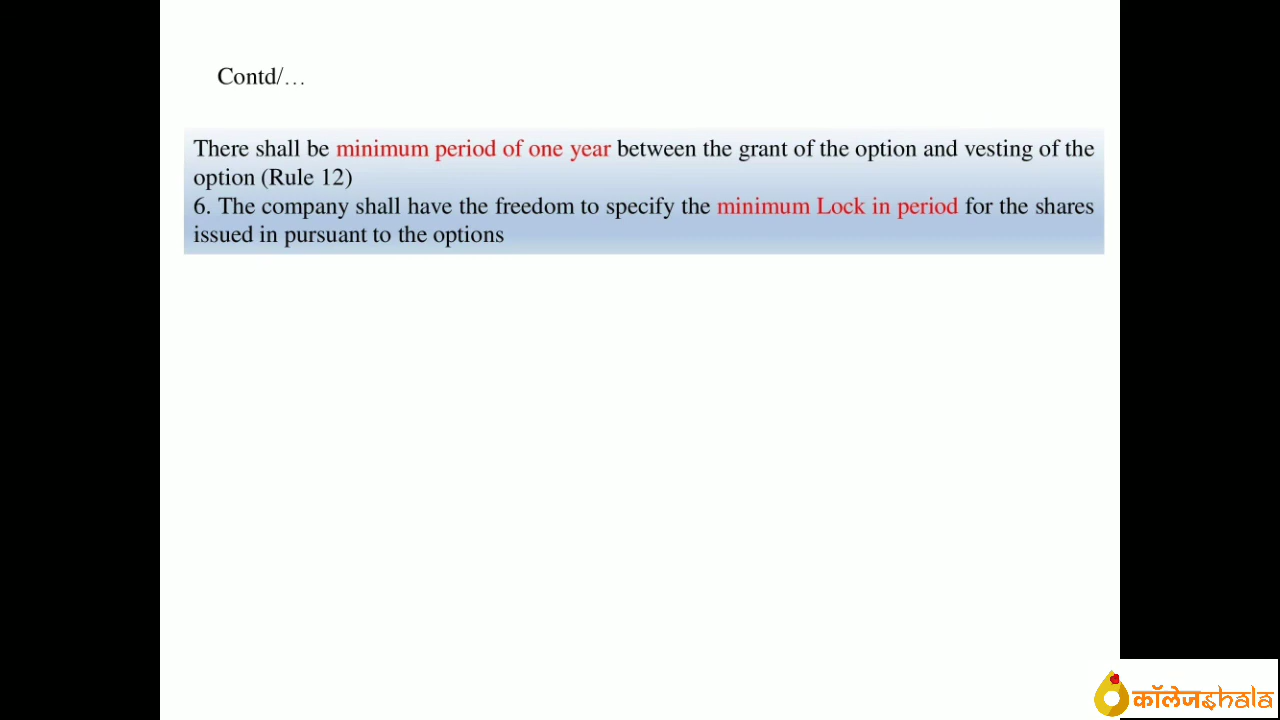 Contd/…
There shall be minimum period of one year between the grant of the option and vesting of the
option (Rule 12)
6. The company shall have the freedom to specify the minimum Lock in period for the shares
issued in pursuant to the options
कॉलेजshala